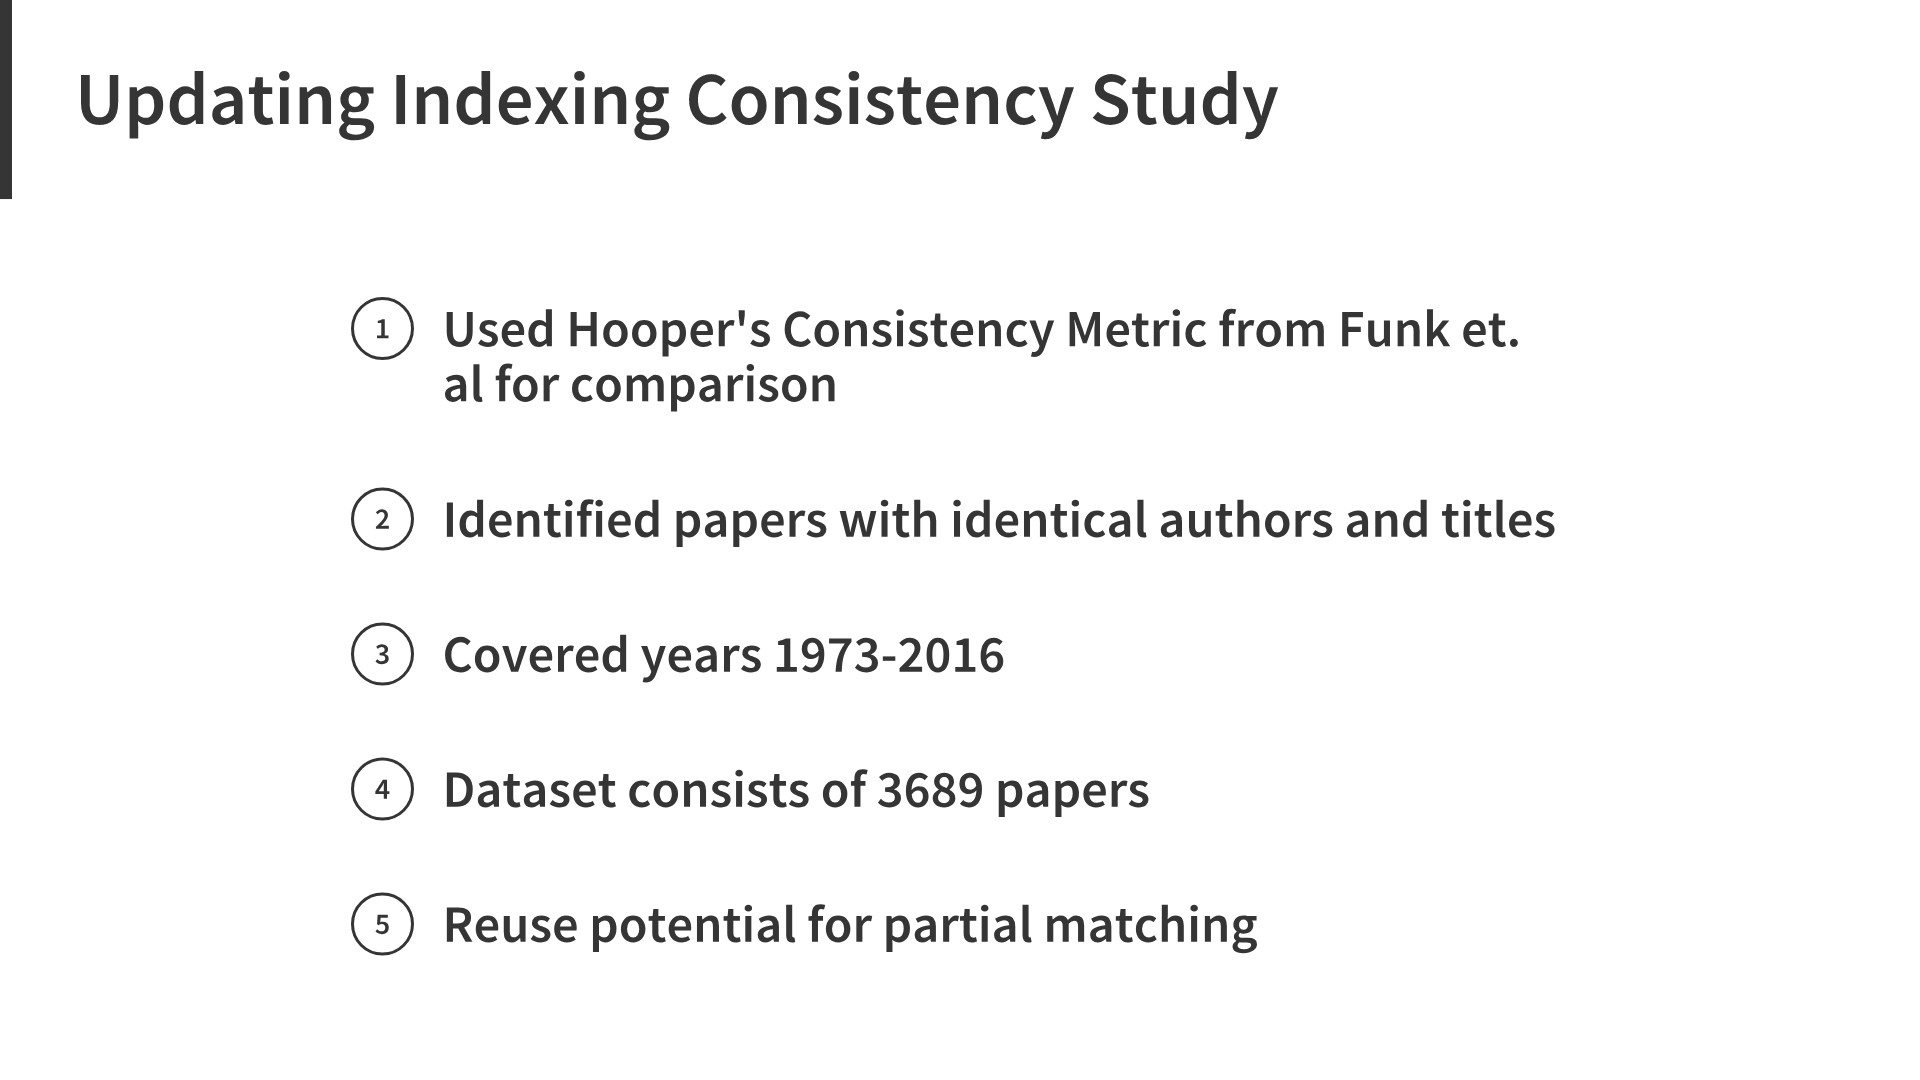 Updating Indexing Consistency Study
1 Used Hooper's Consistency Metric from Funk et.
al for comparison
2 Identified papers with identical authors and titles
3 Covered years 1973-2016
4 Dataset consists of 3689 papers
5 Reuse potential for partial matching